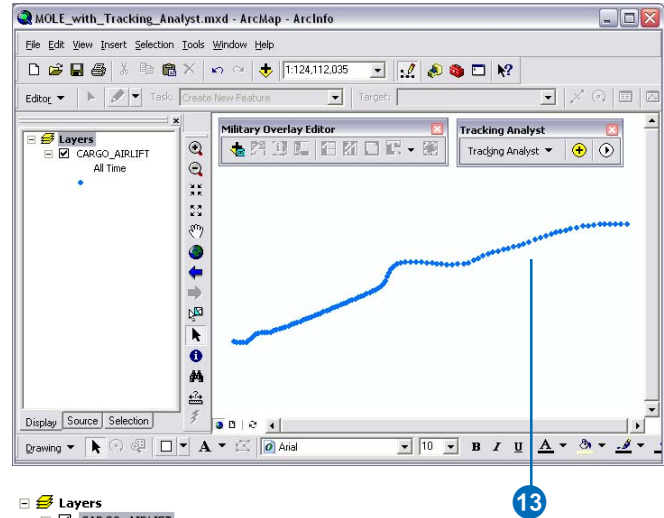 MOLE_with_Tracking_Analyst.mxd - ArcMap - ArcInfo
File Edit View Insert Selection Tools Window Help
1:124,112,035
Editor Task: Create New Feature Target:
Layers
CARGO_AIRLIFT
All Time
Military Overlay Editor
Tracking Analyst
Tracking Analyst
Display Source Selection
Drawing A Arial 10 B I U A
13
Layers
CARGO_AIRLIFT